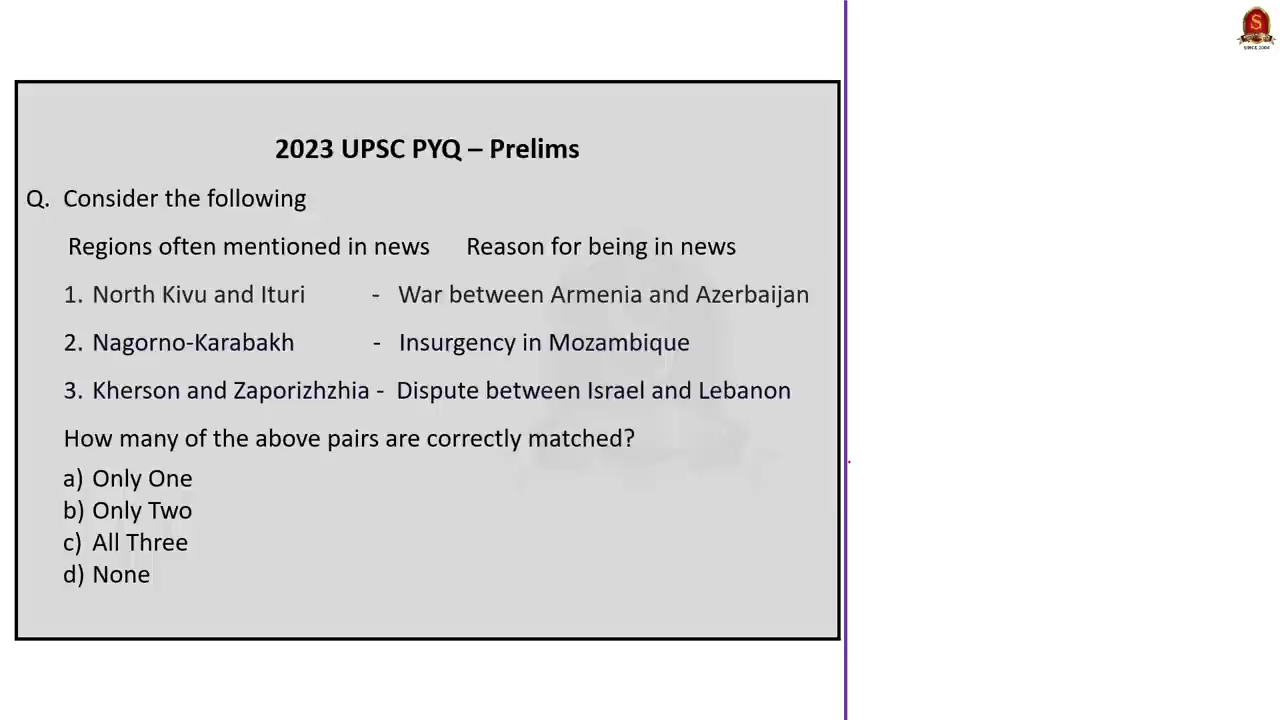 S
SINCE 2004
2023 UPSC PYQ – Prelims
Q. Consider the following
Regions often mentioned in news Reason for being in news
1. North Kivu and Ituri - War between Armenia and Azerbaijan
2. Nagorno-Karabakh - Insurgency in Mozambique
3. Kherson and Zaporizhzhia - Dispute between Israel and Lebanon
How many of the above pairs are correctly matched?
a) Only One
b) Only Two
c) All Three
d) None